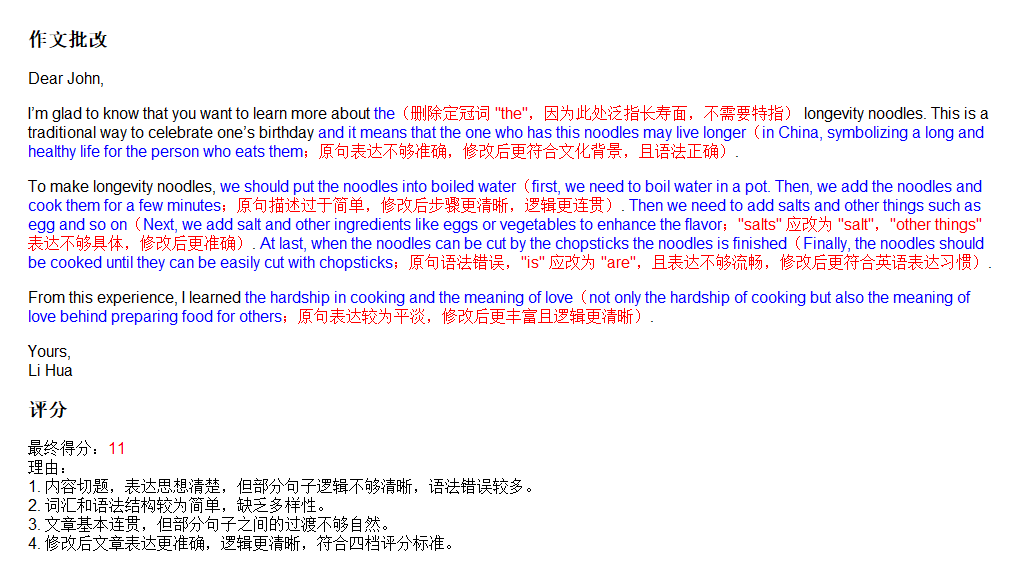 作文批改
Dear John,
I'm glad to know that you want to learn more about the（删除定冠词 "the"，因为此处泛指长寿面，不需要特指） longevity noodles. This is a
traditional way to celebrate one's birthday and it means that the one who has this noodles may live longer（in China, symbolizing a long and
healthy life for the person who eats them；原句表达不够准确，修改后更符合文化背景，且语法正确）.
To make longevity noodles, we should put the noodles into boiled water（first, we need to boil water in a pot. Then, we add the noodles and
cook them for a few minutes；原句描述过于简单，修改后步骤更清晰，逻辑更连贯）. Then we need to add salts and other things such as
egg and so on（Next, we add salt and other ingredients like eggs or vegetables to enhance the flavor；"salts" 应改为 "salt"，"other things"
表达不够具体，修改后更准确）. At last, when the noodles can be cut by the chopsticks the noodles is finished（Finally, the noodles should
be cooked until they can be easily cut with chopsticks；原句语法错误，"is" 应改为 "are"，且表达不够流畅，修改后更符合英语表达习惯）.
From this experience, I learned the hardship in cooking and the meaning of love（not only the hardship of cooking but also the meaning of
love behind preparing food for others；原句表达较为平淡，修改后更丰富且逻辑更清晰）.
Yours,
Li Hua
评分
最终得分：11
理由：
1. 内容切题，表达思想清楚，但部分句子逻辑不够清晰，语法错误较多。
2. 词汇和语法结构较为简单，缺乏多样性。
3. 文章基本连贯，但部分句子之间的过渡不够自然。
4. 修改后文章表达更准确，逻辑更清晰，符合四档评分标准。